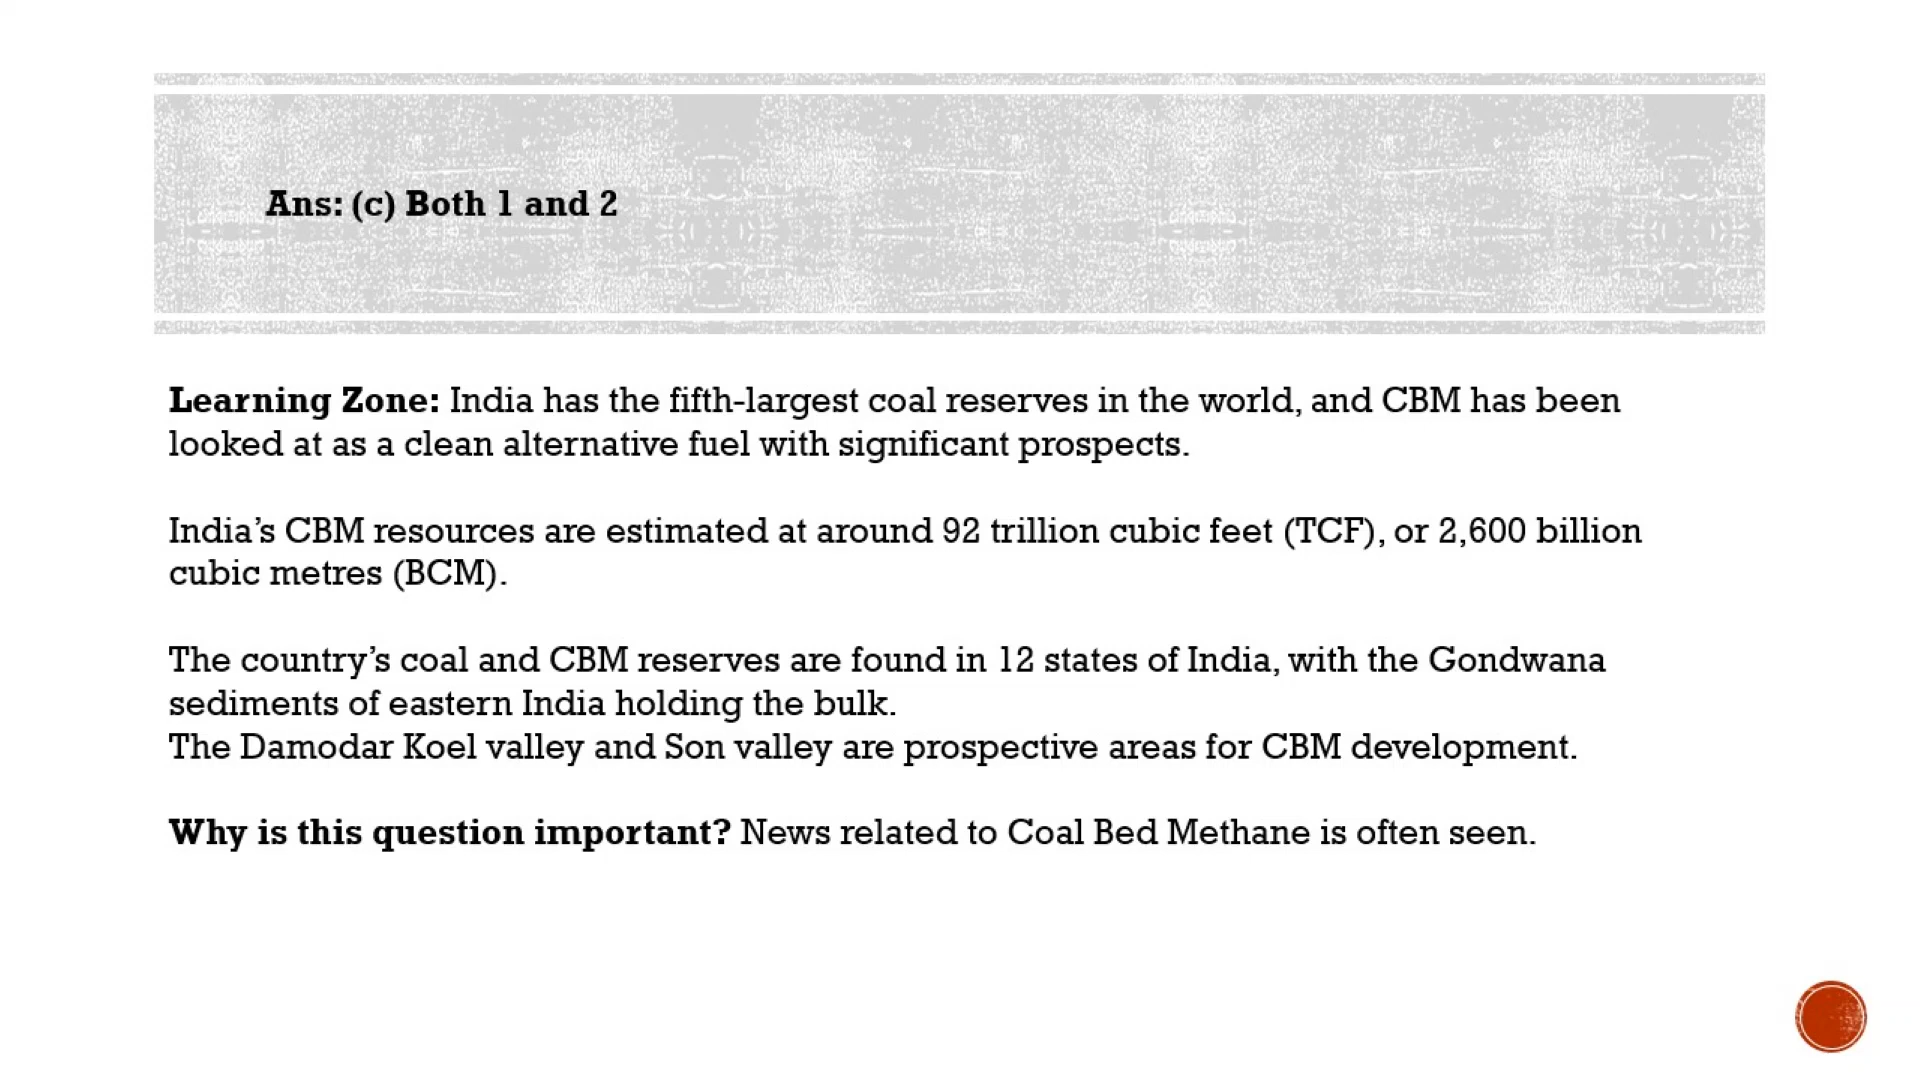 Ans: (c) Both 1 and 2
Learning Zone: India has the fifth-largest coal reserves in the world, and CBM has been
looked at as a clean alternative fuel with significant prospects.
India’s CBM resources are estimated at around 92 trillion cubic feet (TCF), or 2,600 billion
cubic metres (BCM).
The country’s coal and CBM reserves are found in 12 states of India, with the Gondwana
sediments of eastern India holding the bulk.
The Damodar Koel valley and Son valley are prospective areas for CBM development.
Why is this question important? News related to Coal Bed Methane is often seen.